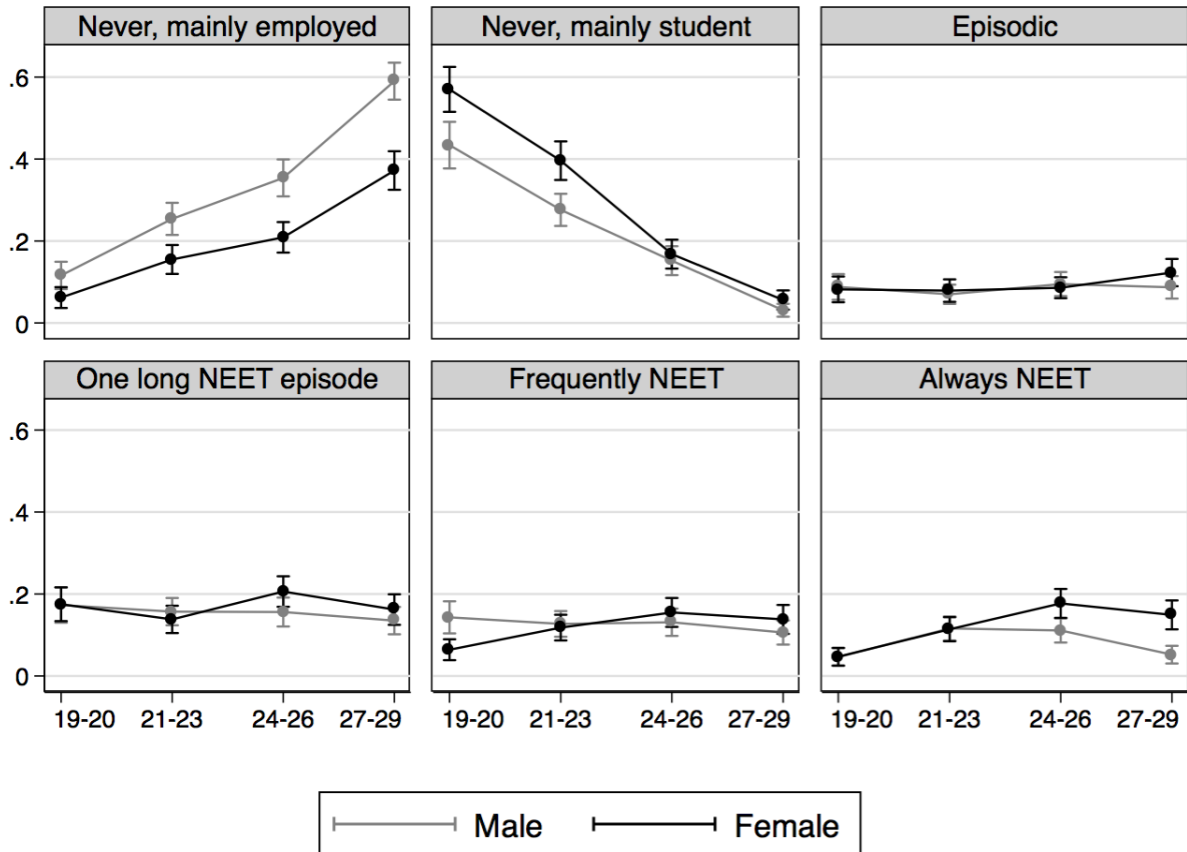 Never, mainly employed
Never, mainly student
Episodic
.6
.4
.2
0
One long NEET episode
Frequently NEET
Always NEET
.6
.4
.2
0
19-20 21-23 24-26 27-29
19-20 21-23 24-26 27-29
19-20 21-23 24-26 27-29
Male
Female